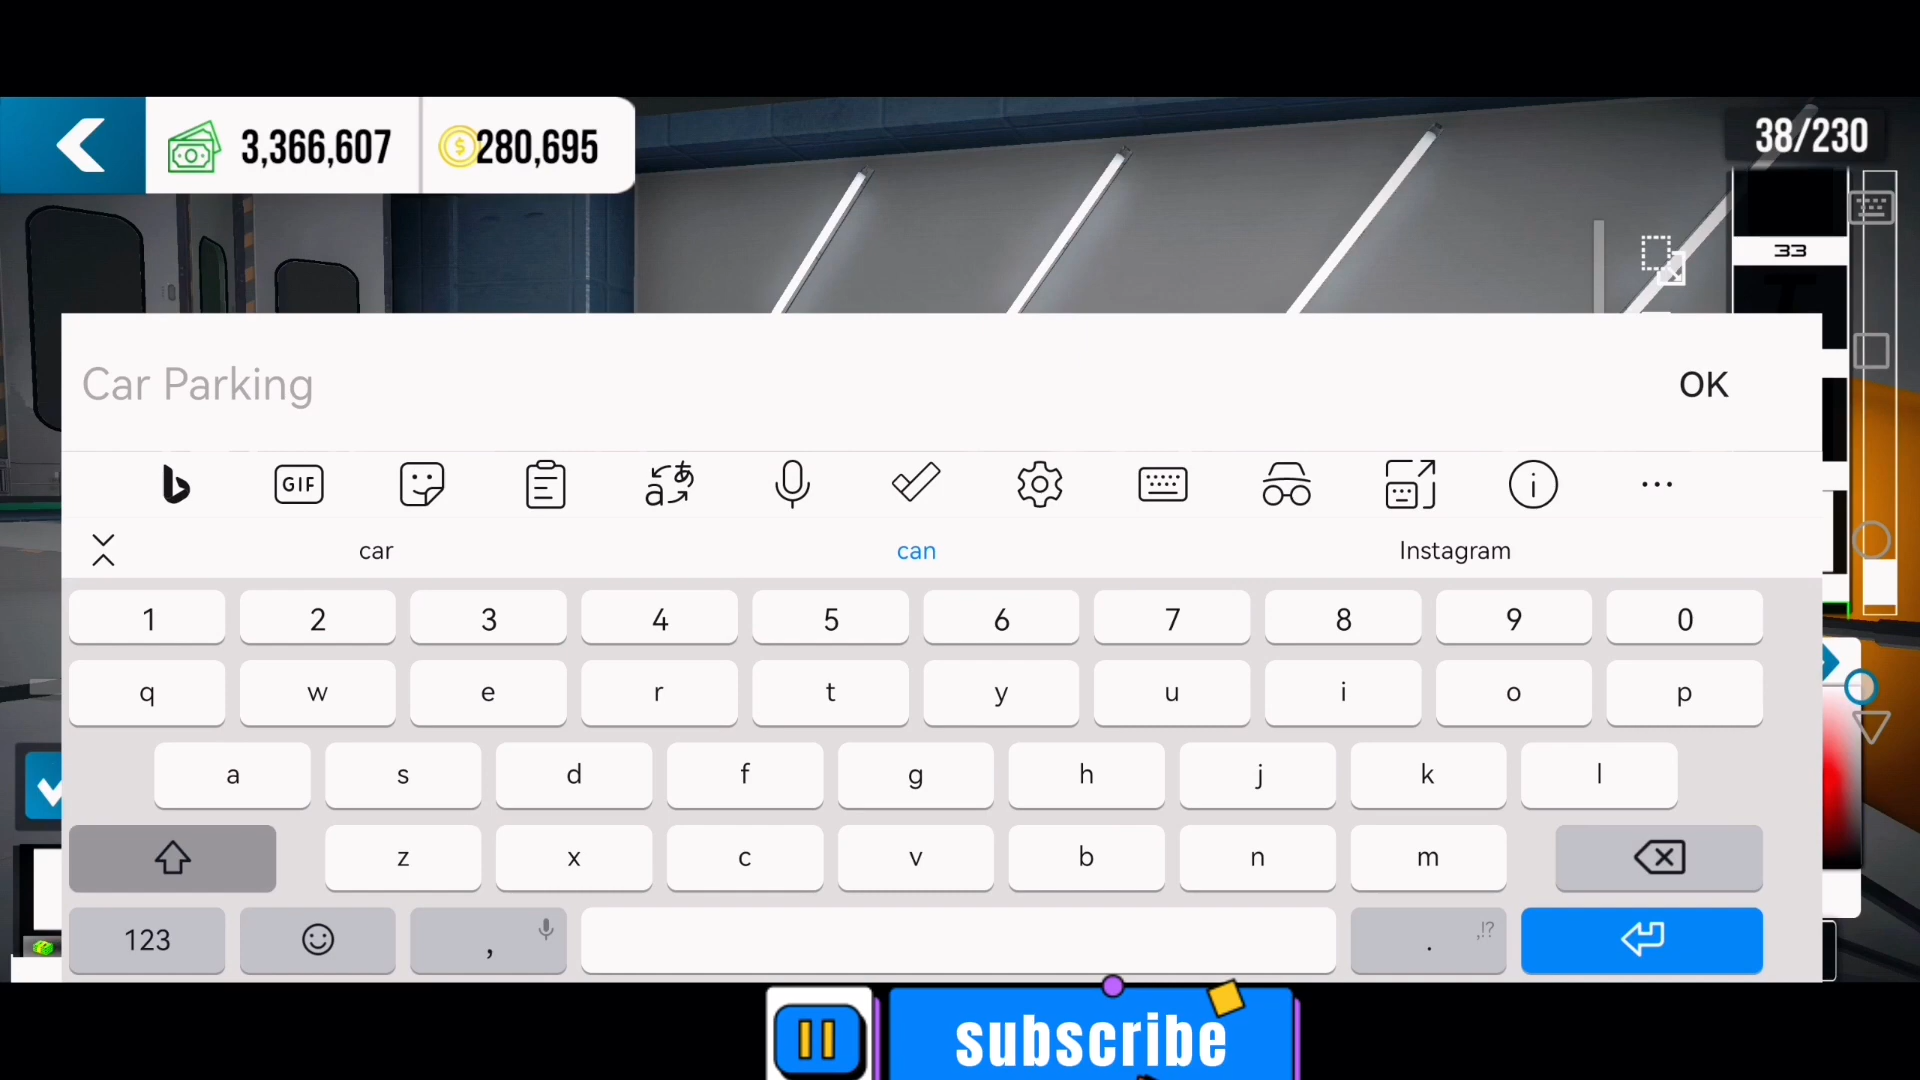 3,366,607 280,695 38/230
33
Car Parking OK
GIF
a あ
car can Instagram
1 2 3 4 5 6 7 8 9 0
q w e r t y u i o p
a s d f g h j k l
z x c v b n m
123 , . ,!?
subscribe